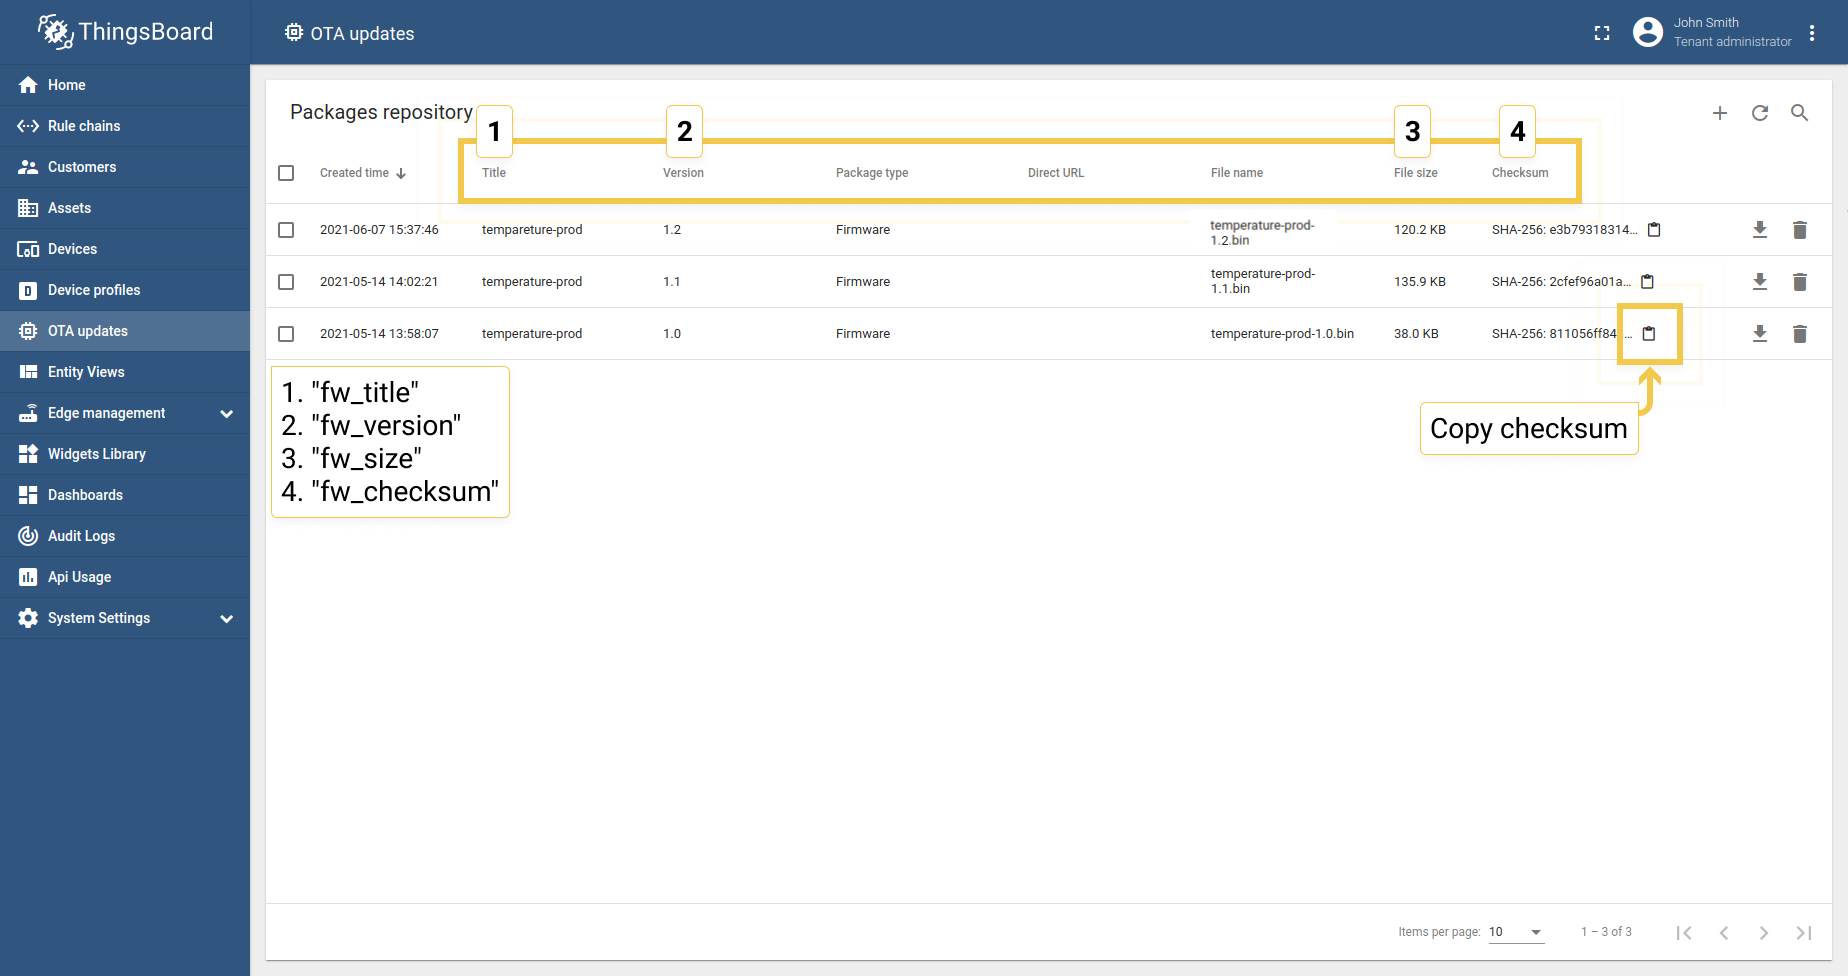 ThingsBoard
OTA updates
John Smith
Tenant administrator
Home
Rule chains
Customers
Assets
Devices
Device profiles
OTA updates
Entity Views
Edge management
Widgets Library
Dashboards
Audit Logs
Api Usage
System Settings
Packages repository
1 2 3 4
Created time Title Version Package type Direct URL File name File size Checksum
2021-06-07 15:37:46 tempareture-prod 1.2 Firmware temperature-prod-
1.2.bin 120.2 KB SHA-256: e3b79318314...
2021-05-14 14:02:21 temperature-prod 1.1 Firmware temperature-prod-
1.1.bin 135.9 KB SHA-256: 2cfef96a01a...
2021-05-14 13:58:07 temperature-prod 1.0 Firmware temperature-prod-1.0.bin 38.0 KB SHA-256: 811056ff84...
1. "fw_title"
2. "fw_version"
3. "fw_size"
4. "fw_checksum"
Copy checksum
Items per page: 10 1 – 3 of 3